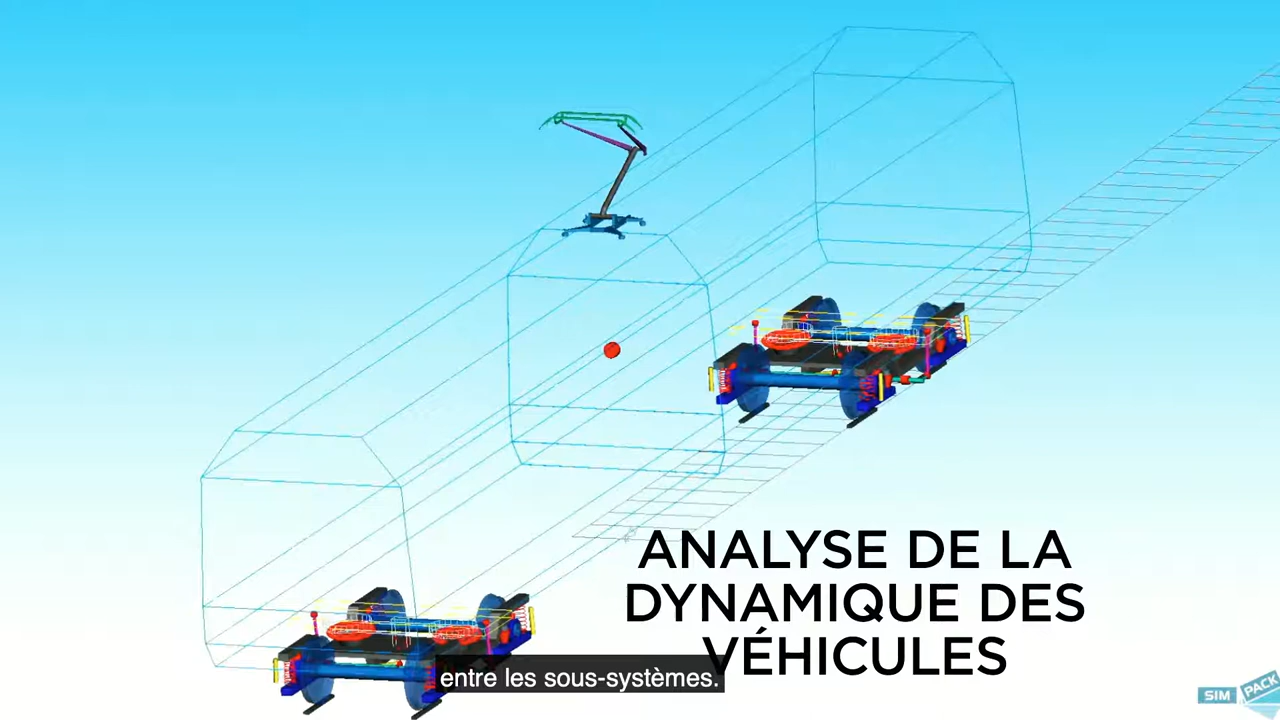 ANALYSE DE LA
DYNAMIQUE DES
VÉHICULES
entre les sous-systèmes.
SIM PACK